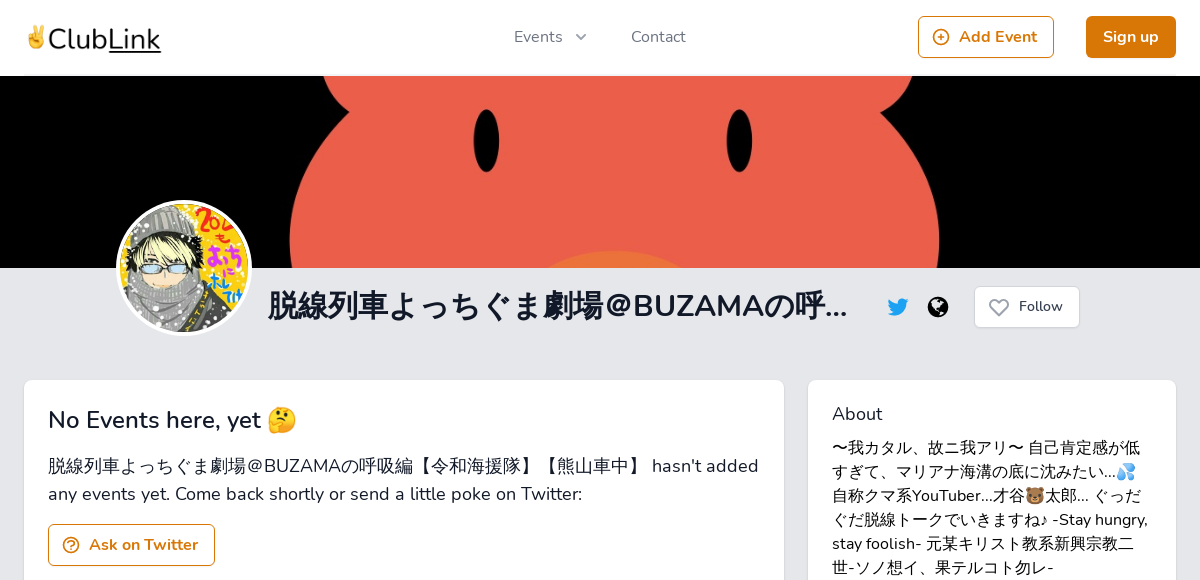 ✌️ClubLink
Events
Contact
Add Event
Sign up
脱線列車よっちぐま劇場＠BUZAMAの呼...
Follow
No Events here, yet 🤔
脱線列車よっちぐま劇場＠BUZAMAの呼吸編【令和海援隊】【熊山車中】 hasn't added
any events yet. Come back shortly or send a little poke on Twitter:
Ask on Twitter
About
〜我カタル、故ニ我アリ〜 自己肯定感が低
すぎて、マリアナ海溝の底に沈みたい...💦
自称クマ系YouTuber...才谷🐻太郎... ぐっだ
ぐだ脱線トークでいきますね♪ -Stay hungry,
stay foolish- 元某キリスト教系新興宗教二
世-ソノ想イ、果テルコト勿レ-